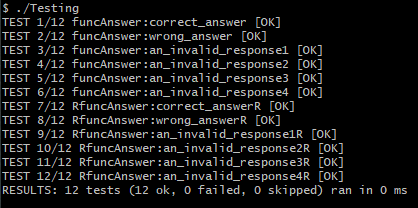 $ ./Testing
TEST 1/12 funcAnswer:correct_answer [OK]
TEST 2/12 funcAnswer:wrong_answer [OK]
TEST 3/12 funcAnswer:an_invalid_response1 [OK]
TEST 4/12 funcAnswer:an_invalid_response2 [OK]
TEST 5/12 funcAnswer:an_invalid_response3 [OK]
TEST 6/12 funcAnswer:an_invalid_response4 [OK]
TEST 7/12 RfuncAnswer:correct_answerR [OK]
TEST 8/12 RfuncAnswer:wrong_answerR [OK]
TEST 9/12 RfuncAnswer:an_invalid_response1R [OK]
TEST 10/12 RfuncAnswer:an_invalid_response2R [OK]
TEST 11/12 RfuncAnswer:an_invalid_response3R [OK]
TEST 12/12 RfuncAnswer:an_invalid_response4R [OK]
RESULTS: 12 tests (12 ok, 0 failed, 0 skipped) ran in 0 ms